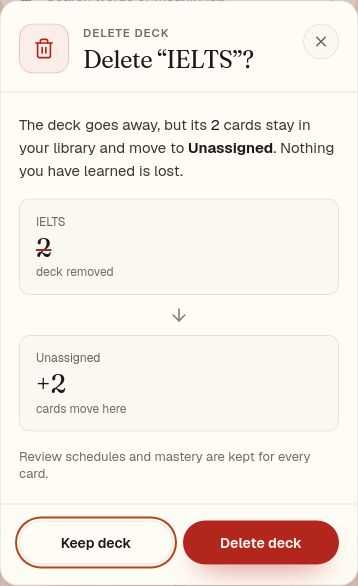 DELETE DECK
Delete “IELTS”?
The deck goes away, but its 2 cards stay in
your library and move to Unassigned. Nothing
you have learned is lost.
IELTS
2
deck removed
Unassigned
+2
cards move here
Review schedules and mastery are kept for every
card.
Keep deck
Delete deck